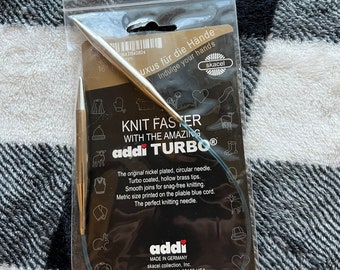 xus für die Hände
Indulge your hands
skacel
KNIT FASTER
WITH THE AMAZING
addi TURBO®
The original nickel plated, circular needle.
Turbo coated, hollow brass tips.
Smooth joins for snag-free knitting.
Metric size printed on the pliable blue cord.
The perfect knitting needle.
addi
MADE IN GERMANY
skacel collection, Inc.